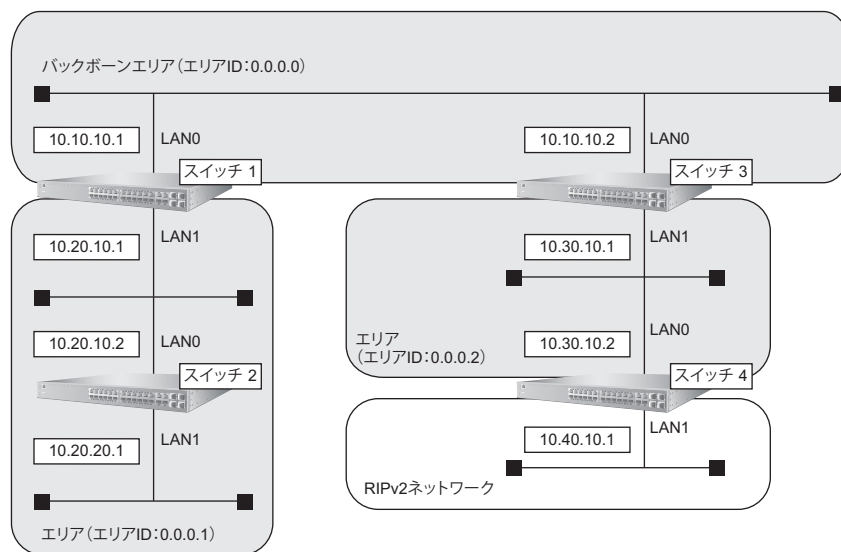 バックボーンエリア（エリアID：0.0.0.0）
10.10.10.1
LAN0
10.10.10.2
LAN0
スイッチ 1
スイッチ 3
10.20.10.1
LAN1
10.30.10.1
LAN1
10.20.10.2
LAN0
エリア
（エリアID：0.0.0.2）
10.30.10.2
LAN0
スイッチ 2
スイッチ 4
10.20.20.1
LAN1
10.40.10.1
LAN1
RIPv2ネットワーク
エリア（エリアID：0.0.0.1）